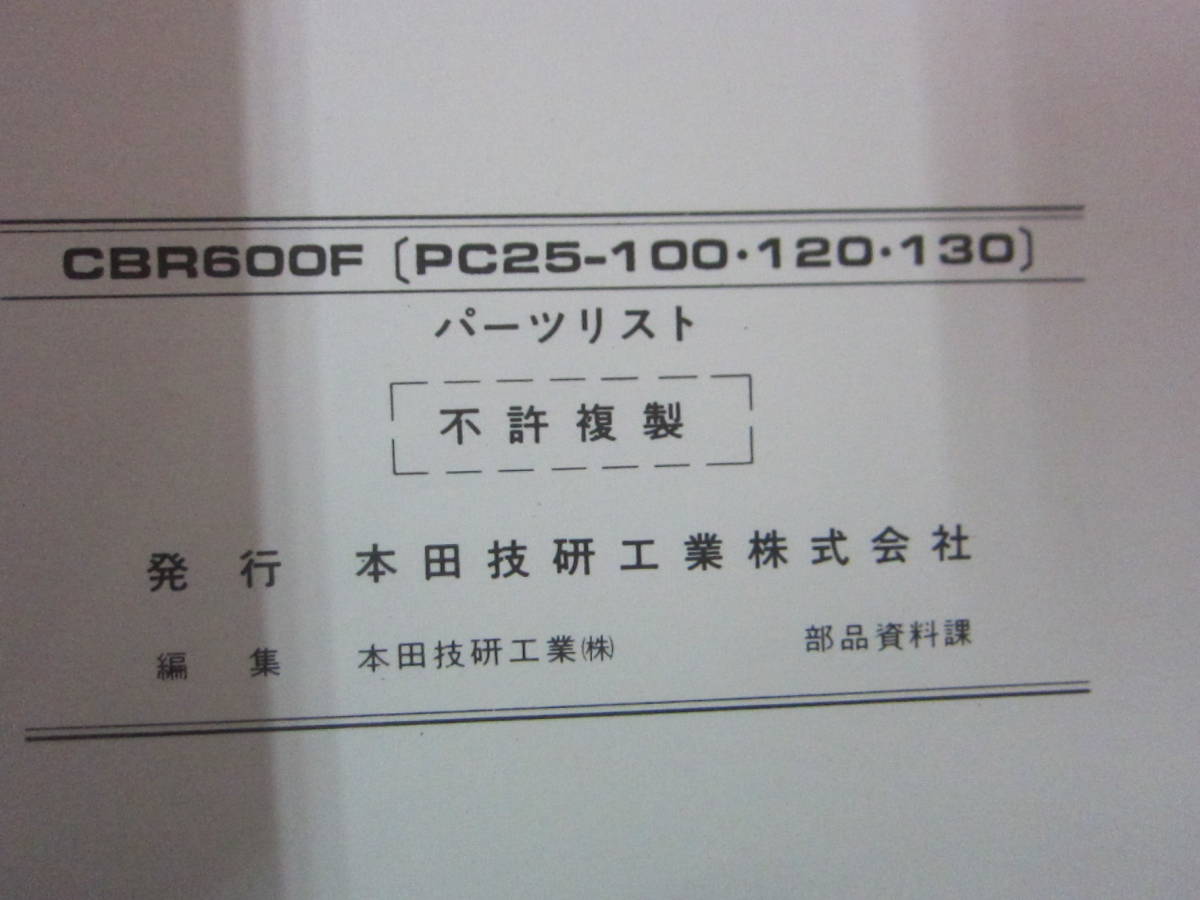 CBR600F〔PC25-100・120・130〕
パーツリスト
不許複製
発行 本田技研工業株式会社
編集 本田技研工業㈱ 部品資料課